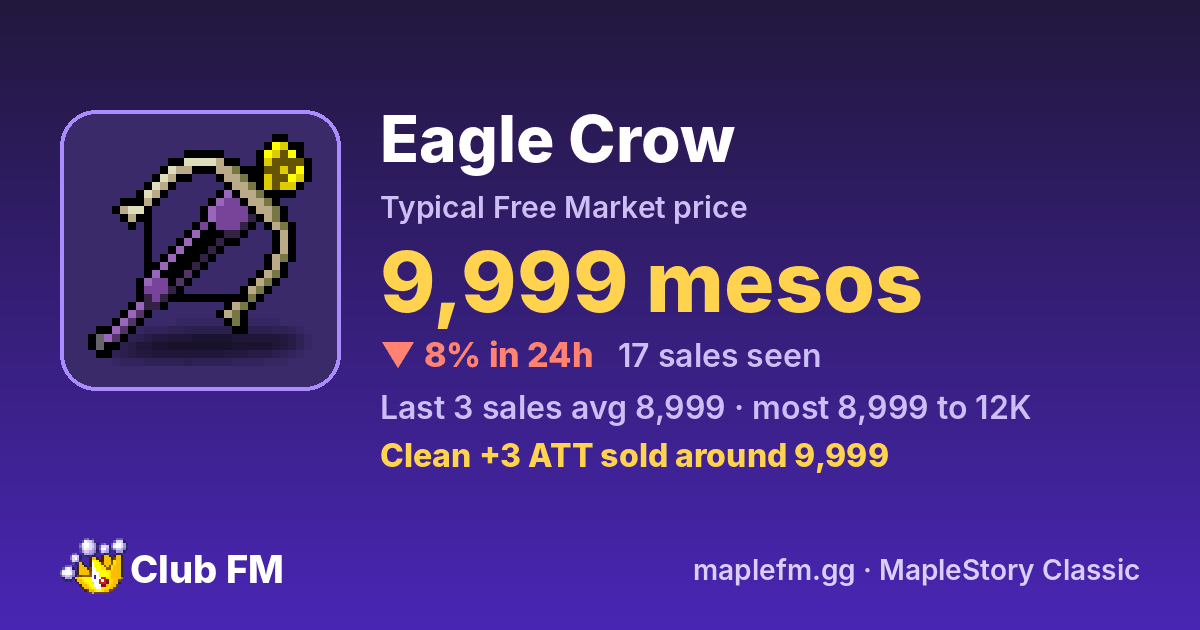 Eagle Crow
Typical Free Market price
9,999 mesos
▼ 8% in 24h 17 sales seen
Last 3 sales avg 8,999 · most 8,999 to 12K
Clean +3 ATT sold around 9,999
Club FM
maplefm.gg · MapleStory Classic